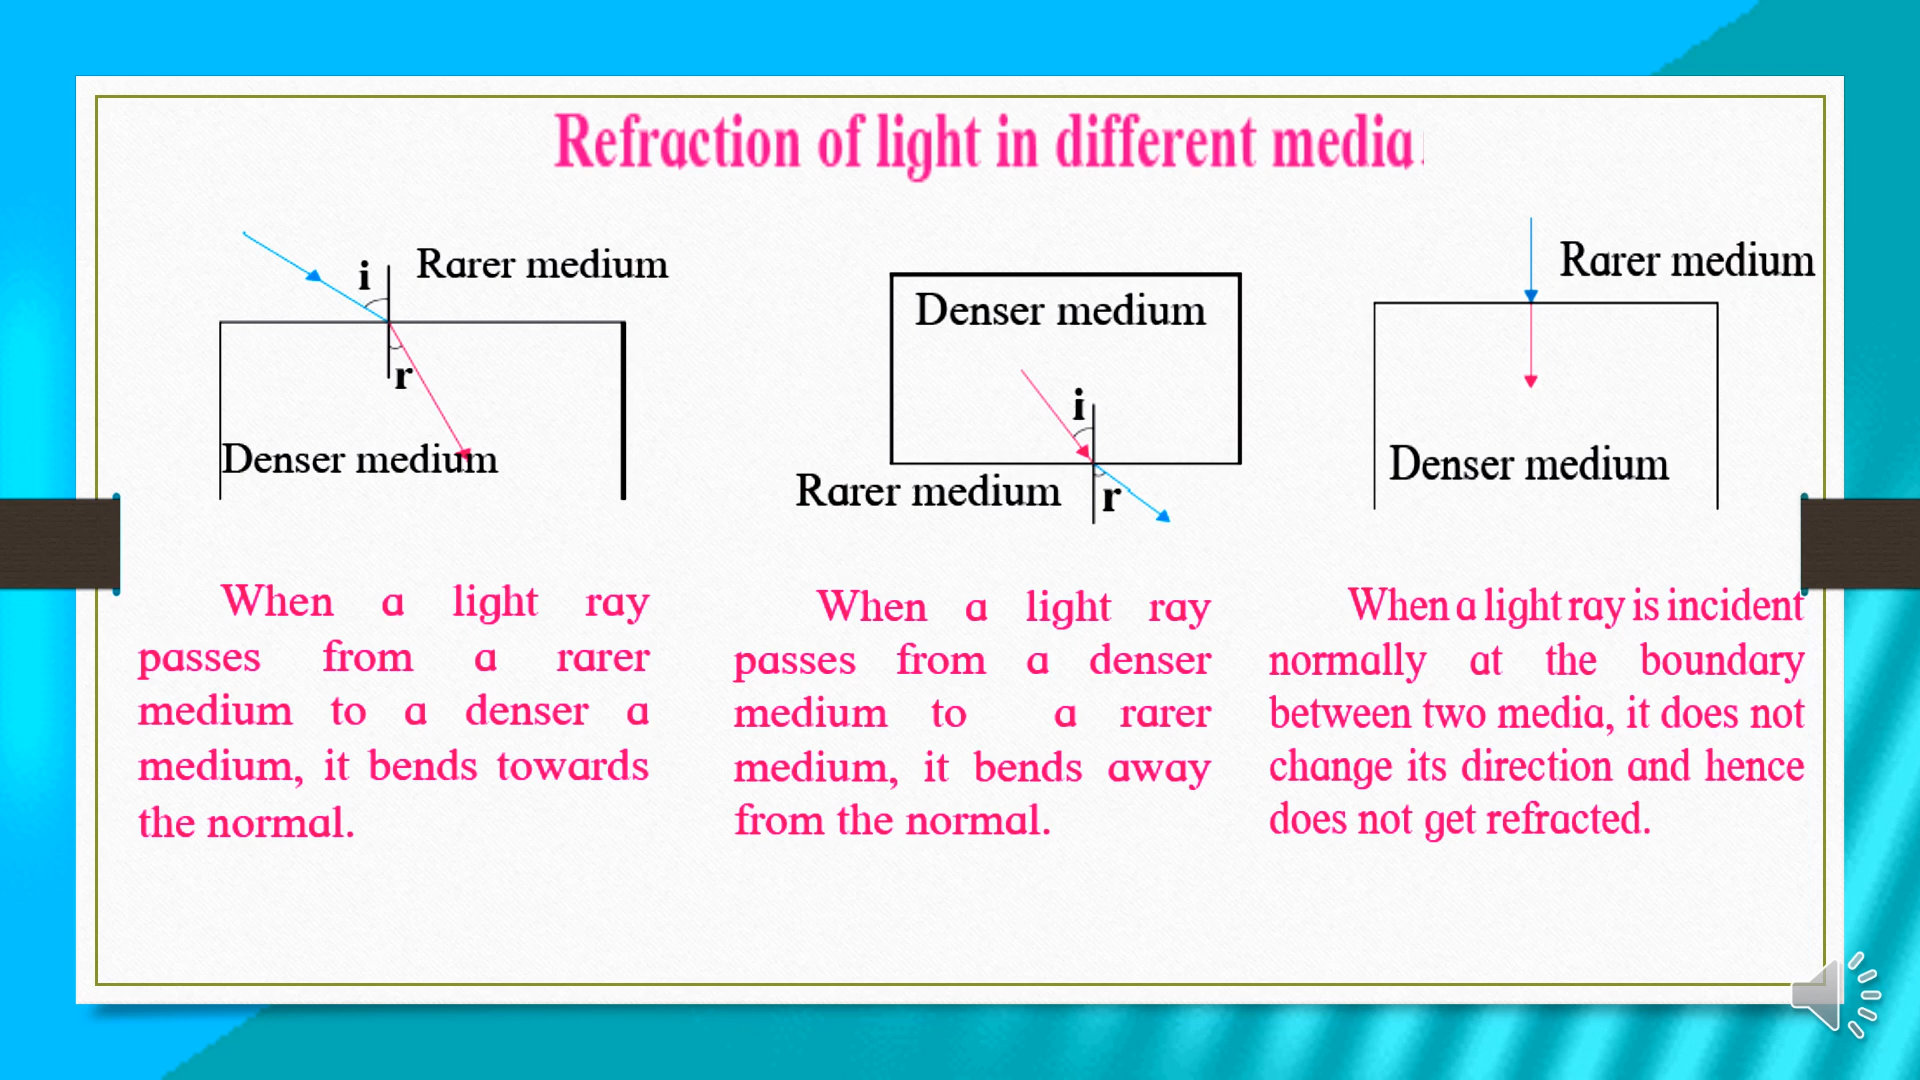 Refraction of light in different media.
i
Rarer medium
r
Denser medium
Denser medium
i
Rarer medium
r
Rarer medium
Denser medium
When a light ray
passes from a rarer
medium to a denser a
medium, it bends towards
the normal.
When a light ray
passes from a denser
medium to a rarer
medium, it bends away
from the normal.
When a light ray is incident
normally at the boundary
between two media, it does not
change its direction and hence
does not get refracted.